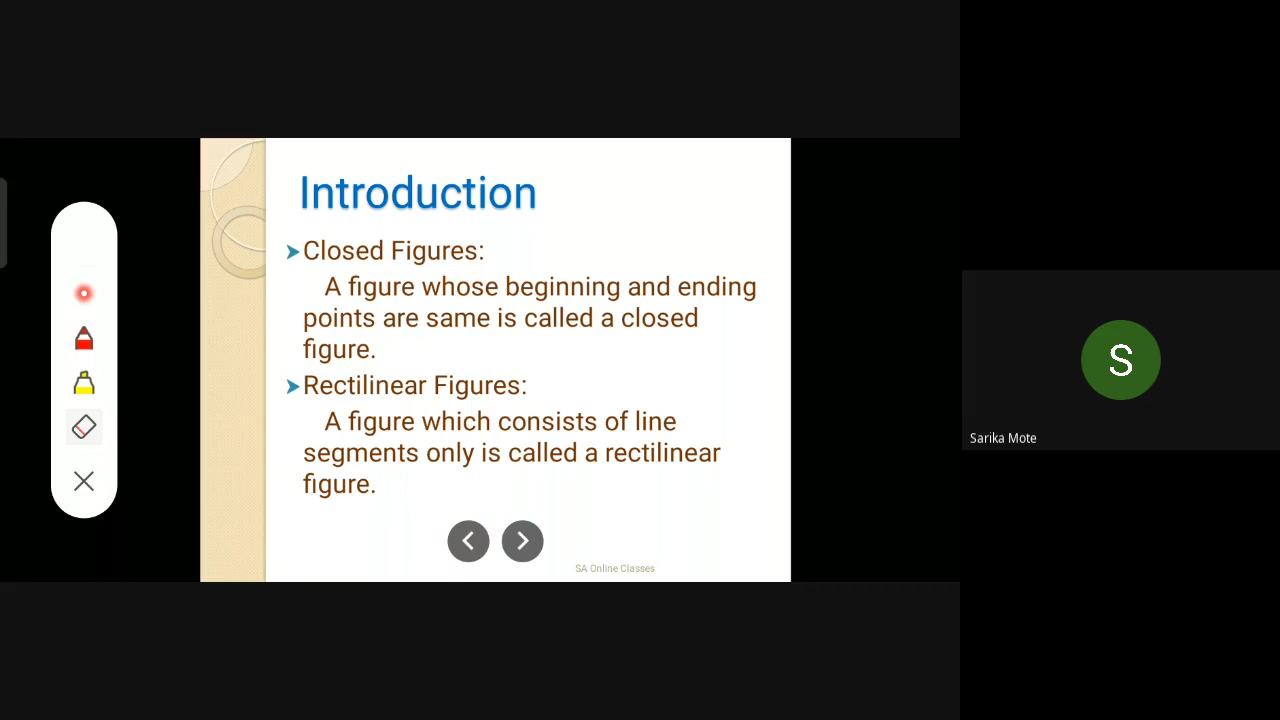 Introduction
➤Closed Figures:
A figure whose beginning and ending
points are same is called a closed
figure.
➤Rectilinear Figures:
A figure which consists of line
segments only is called a rectilinear
figure.
SA Online Classes
S
Sarika Mote